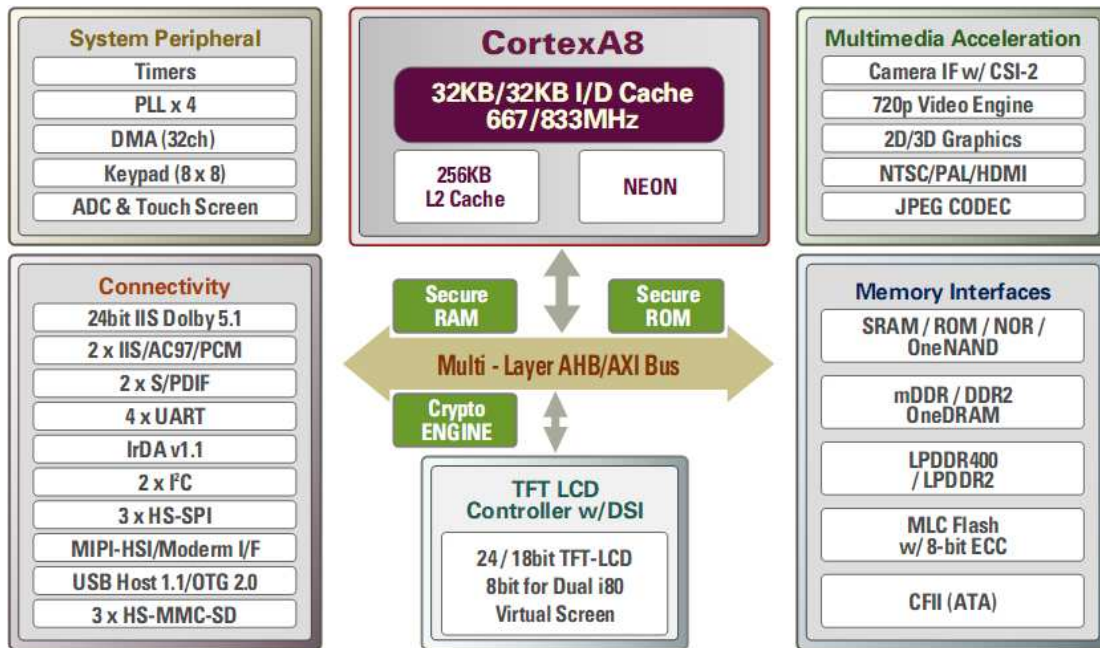 System Peripheral
Timers
PLL x 4
DMA (32ch)
Keypad (8 x 8)
ADC & Touch Screen
CortexA8
32KB/32KB I/D Cache
667/833MHz
256KB
L2 Cache
NEON
Multimedia Acceleration
Camera IF w/ CSI-2
720p Video Engine
2D/3D Graphics
NTSC/PAL/HDMI
JPEG CODEC
Connectivity
24bit IIS Dolby 5.1
2 x IIS/AC97/PCM
2 x S/PDIF
4 x UART
IrDA v1.1
2 x I²C
3 x HS-SPI
MIPI-HSI/Moderm I/F
USB Host 1.1/OTG 2.0
3 x HS-MMC-SD
Secure
RAM
Secure
ROM
Multi - Layer AHB/AXI Bus
Crypto
ENGINE
TFT LCD
Controller w/DSI
24 / 18bit TFT-LCD
8bit for Dual i80
Virtual Screen
Memory Interfaces
SRAM / ROM / NOR /
OneNAND
mDDR / DDR2
OneDRAM
LPDDR400
/ LPDDR2
MLC Flash
w/ 8-bit ECC
CFII (ATA)